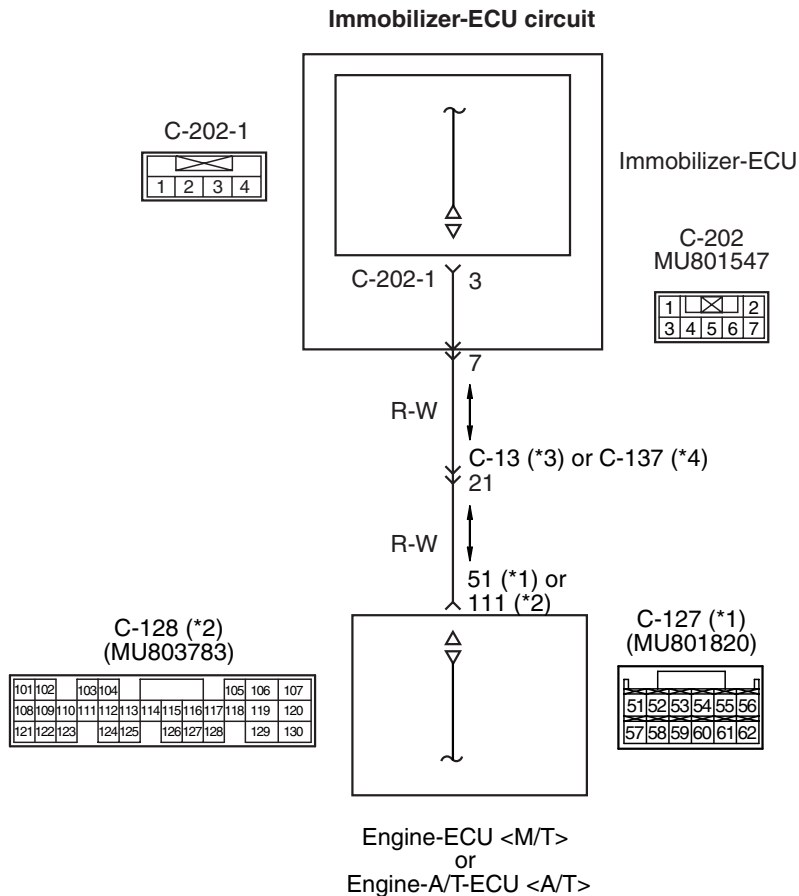 Immobilizer-ECU circuit
C-202-1
1 2 3 4
Immobilizer-ECU
C-202
MU801547
1 2
3 4 5 6 7
C-202-1 3
7
R-W
C-13 (*3) or C-137 (*4)
21
R-W
51 (*1) or
111 (*2)
C-128 (*2)
(MU803783)
101 102 103 104 105 106 107
108 109 110 111 112 113 114 115 116 117 118 119 120
121 122 123 124 125 126 127 128 129 130
C-127 (*1)
(MU801820)
51 52 53 54 55 56
57 58 59 60 61 62
Engine-ECU <M/T>
or
Engine-A/T-ECU <A/T>